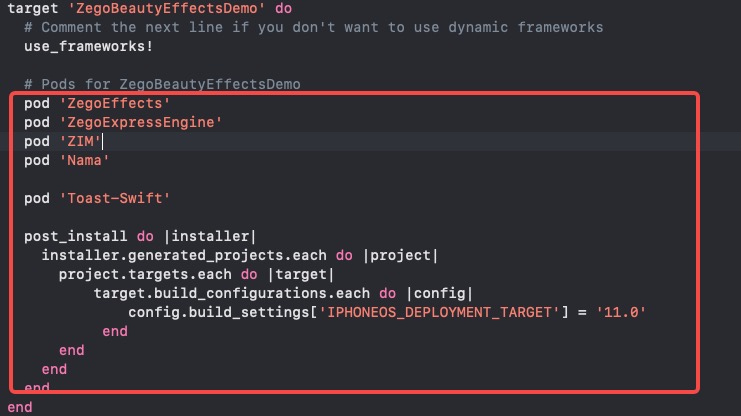 target 'ZegoBeautyEffectsDemo' do
  # Comment the next line if you don't want to use dynamic frameworks
  use_frameworks!

  # Pods for ZegoBeautyEffectsDemo
  pod 'ZegoEffects'
  pod 'ZegoExpressEngine'
  pod 'ZIM'
  pod 'Nama'

  pod 'Toast-Swift'

  post_install do |installer|
    installer.generated_projects.each do |project|
      project.targets.each do |target|
          target.build_configurations.each do |config|
              config.build_settings['IPHONEOS_DEPLOYMENT_TARGET'] = '11.0'
           end
      end
    end
  end
end